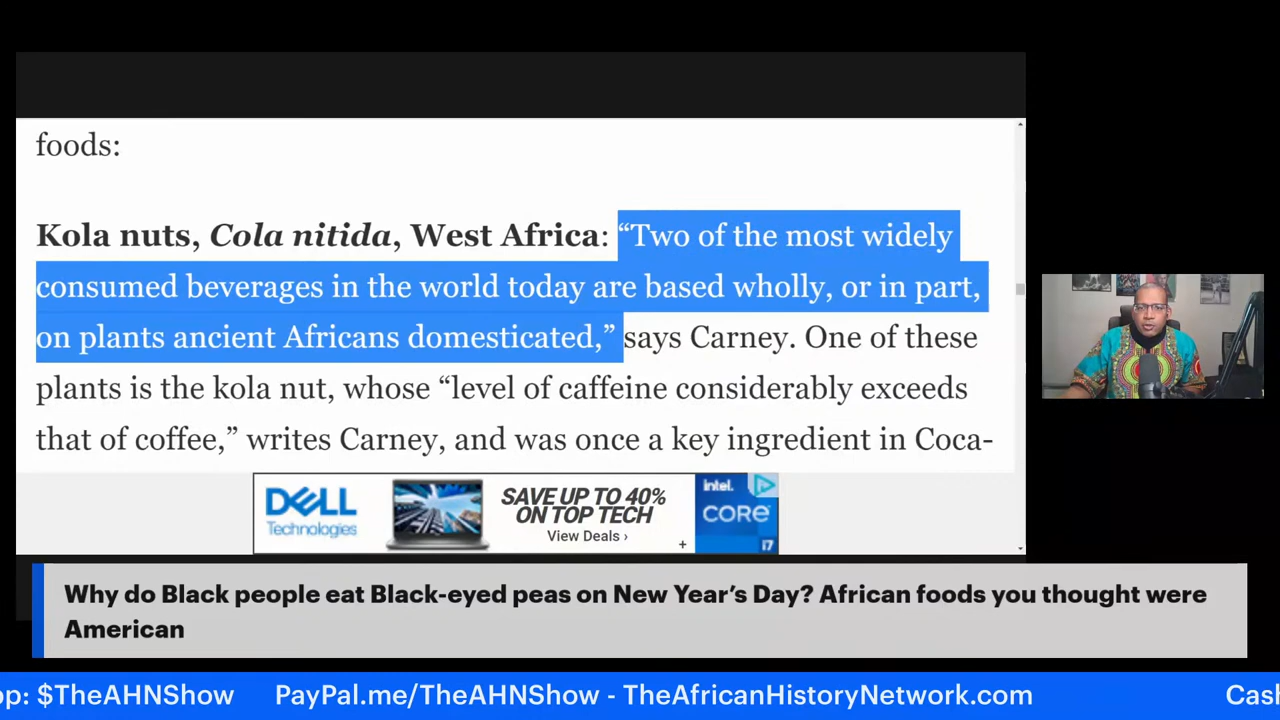 foods:
Kola nuts, Cola nitida, West Africa: “Two of the most widely
consumed beverages in the world today are based wholly, or in part,
on plants ancient Africans domesticated,” says Carney. One of these
plants is the kola nut, whose “level of caffeine considerably exceeds
that of coffee,” writes Carney, and was once a key ingredient in Coca-
DELL
Technologies
SAVE UP TO 40%
ON TOP TECH
View Deals ›
intel.
CORE
i7
Why do Black people eat Black-eyed peas on New Year’s Day? African foods you thought were
American
op: $TheAHNShow PayPal.me/TheAHNShow - TheAfricanHistoryNetwork.com Cash